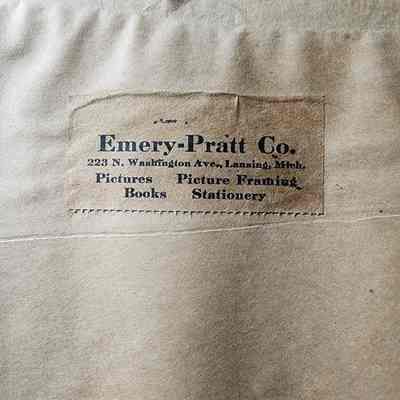 Emery-Pratt Co.
223 N. Washington Ave., Lansing, Mich.
Pictures Picture Framing
Books Stationery